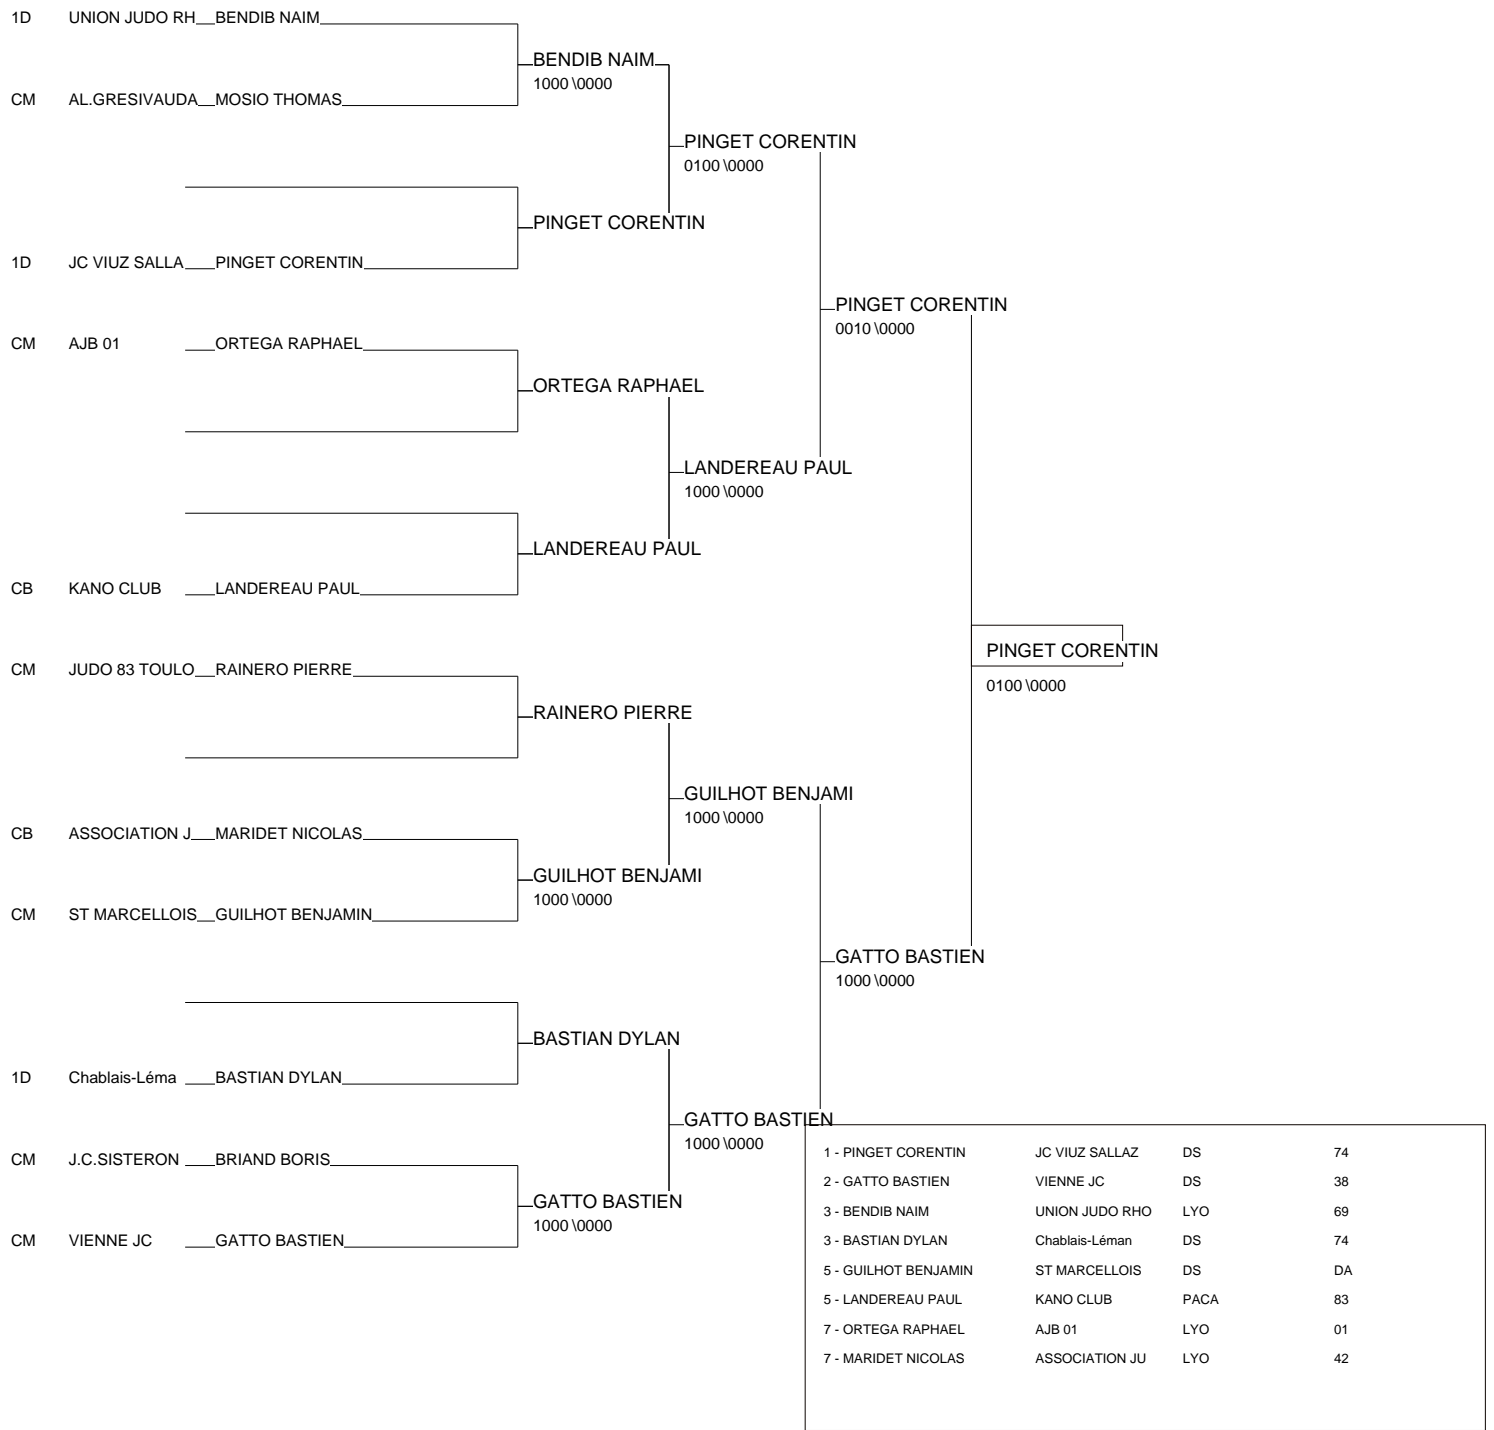 1D UNION JUDO RH BENDIB NAIM
BENDIB NAIM
1000 \0000
CM AL.GRESIVAUDA MOSIO THOMAS
PINGET CORENTIN
0100 \0000
PINGET CORENTIN
1D JC VIUZ SALLA PINGET CORENTIN
PINGET CORENTIN
0010 \0000
CM AJB 01 ORTEGA RAPHAEL
ORTEGA RAPHAEL
LANDEREAU PAUL
1000 \0000
LANDEREAU PAUL
CB KANO CLUB LANDEREAU PAUL
PINGET CORENTIN
0100 \0000
CM JUDO 83 TOULO RAINERO PIERRE
RAINERO PIERRE
GUILHOT BENJAMI
1000 \0000
CB ASSOCIATION J MARIDET NICOLAS
GUILHOT BENJAMI
1000 \0000
CM ST MARCELLOIS GUILHOT BENJAMIN
GATTO BASTIEN
1000 \0000
BASTIAN DYLAN
1D Chablais-Léma BASTIAN DYLAN
GATTO BASTIEN
1000 \0000
CM J.C.SISTERON BRIAND BORIS
GATTO BASTIEN
1000 \0000
CM VIENNE JC GATTO BASTIEN
1 - PINGET CORENTIN JC VIUZ SALLAZ DS 74
2 - GATTO BASTIEN VIENNE JC DS 38
3 - BENDIB NAIM UNION JUDO RHO LYO 69
3 - BASTIAN DYLAN Chablais-Léman DS 74
5 - GUILHOT BENJAMIN ST MARCELLOIS DS DA
5 - LANDEREAU PAUL KANO CLUB PACA 83
7 - ORTEGA RAPHAEL AJB 01 LYO 01
7 - MARIDET NICOLAS ASSOCIATION JU LYO 42